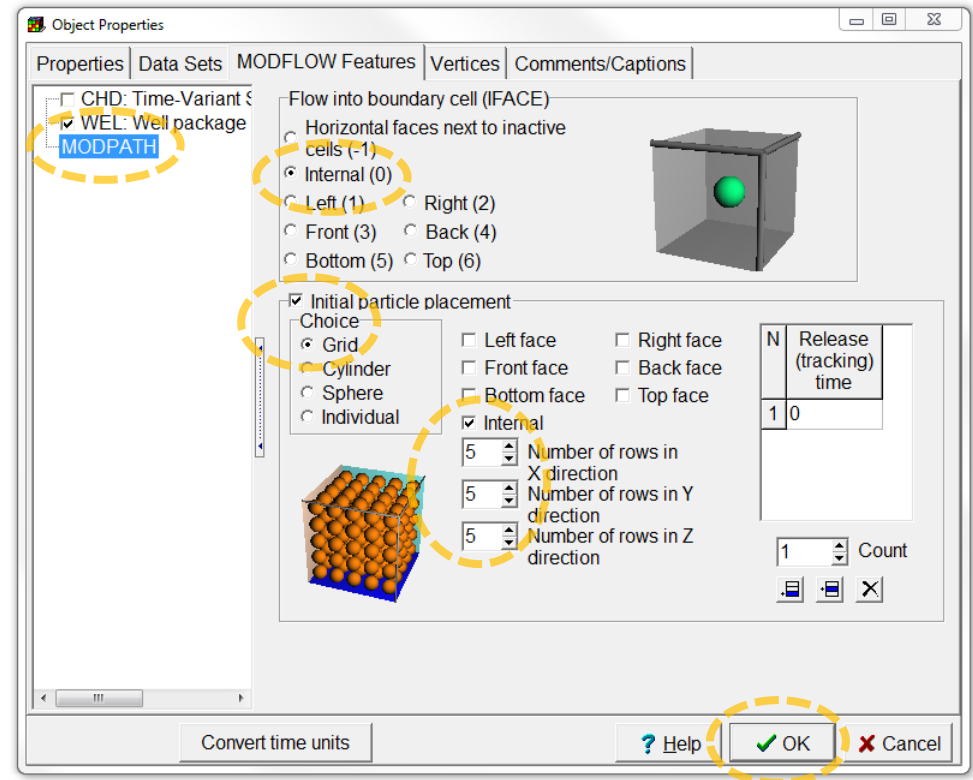 Object Properties
Properties Data Sets MODFLOW Features Vertices Comments/Captions
CHD: Time-Variant S
WEL: Well package
MODPATH
Flow into boundary cell (IFACE)
Horizontal faces next to inactive
cells (-1)
Internal (0)
Left (1) Right (2)
Front (3) Back (4)
Bottom (5) Top (6)
Initial particle placement
Choice
Grid
Cylinder
Sphere
Individual
Left face Right face
Front face Back face
Bottom face Top face
Internal
5 Number of rows in
X direction
5 Number of rows in Y
direction
5 Number of rows in Z
direction
N Release
(tracking)
time
1 0
1 Count
Convert time units
? Help OK Cancel